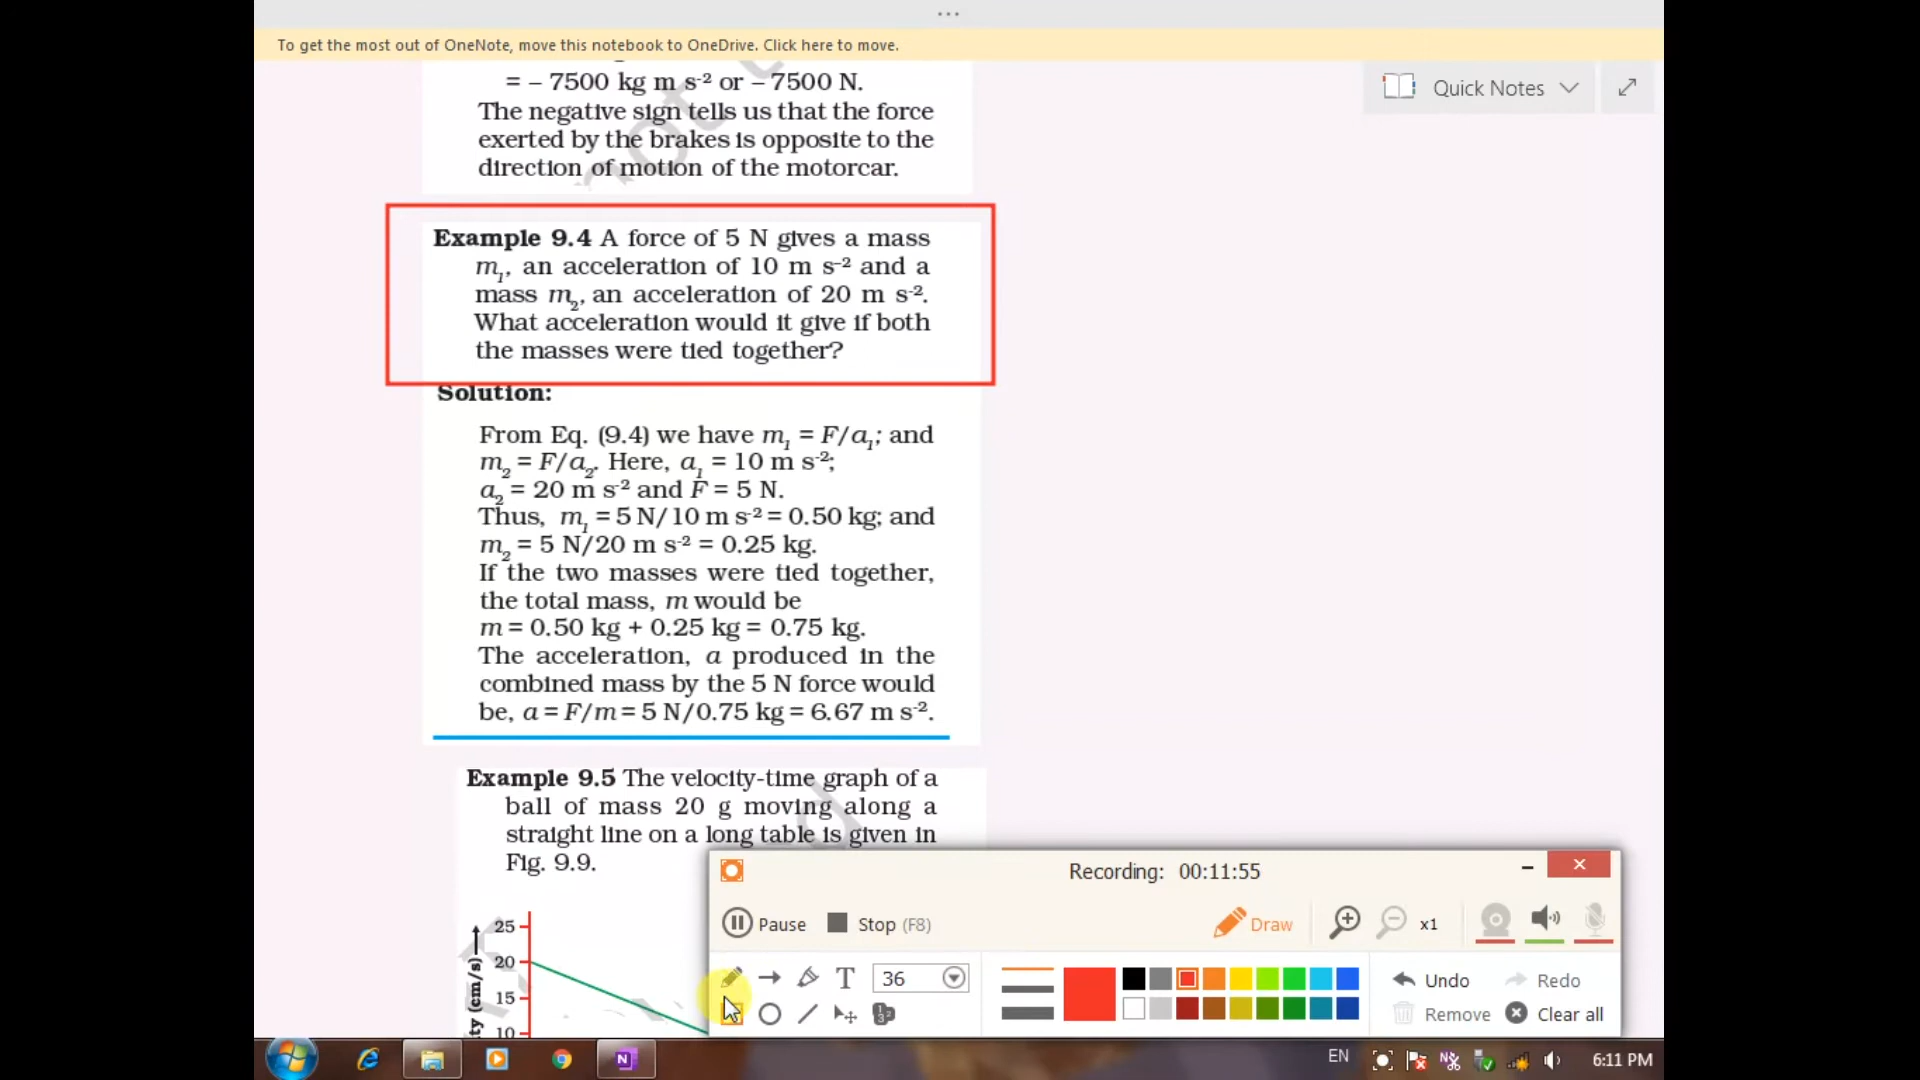 To get the most out of OneNote, move this notebook to OneDrive. Click here to move.
= – 7500 kg m s-2 or – 7500 N.
The negative sign tells us that the force
exerted by the brakes is opposite to the
direction of motion of the motorcar.
Quick Notes
Example 9.4 A force of 5 N gives a mass
m1, an acceleration of 10 m s–2 and a
mass m2, an acceleration of 20 m s-2.
What acceleration would it give if both
the masses were tied together?
Solution:
From Eq. (9.4) we have m1 = F/a1; and
m2 = F/a2. Here, a1 = 10 m s-2;
a2 = 20 m s-2 and F = 5 N.
Thus, m1 = 5 N/10 m s-2 = 0.50 kg; and
m2 = 5 N/20 m s-2 = 0.25 kg.
If the two masses were tied together,
the total mass, m would be
m = 0.50 kg + 0.25 kg = 0.75 kg.
The acceleration, a produced in the
combined mass by the 5 N force would
be, a = F/m = 5 N/0.75 kg = 6.67 m s-2.
Example 9.5 The velocity-time graph of a
ball of mass 20 g moving along a
straight line on a long table is given in
Fig. 9.9.
25
20
15
10
(cm/s)
Recording: 00:11:55
Pause
Stop (F8)
Draw
x1
T
36
Undo
Redo
Remove
Clear all
EN
6:11 PM